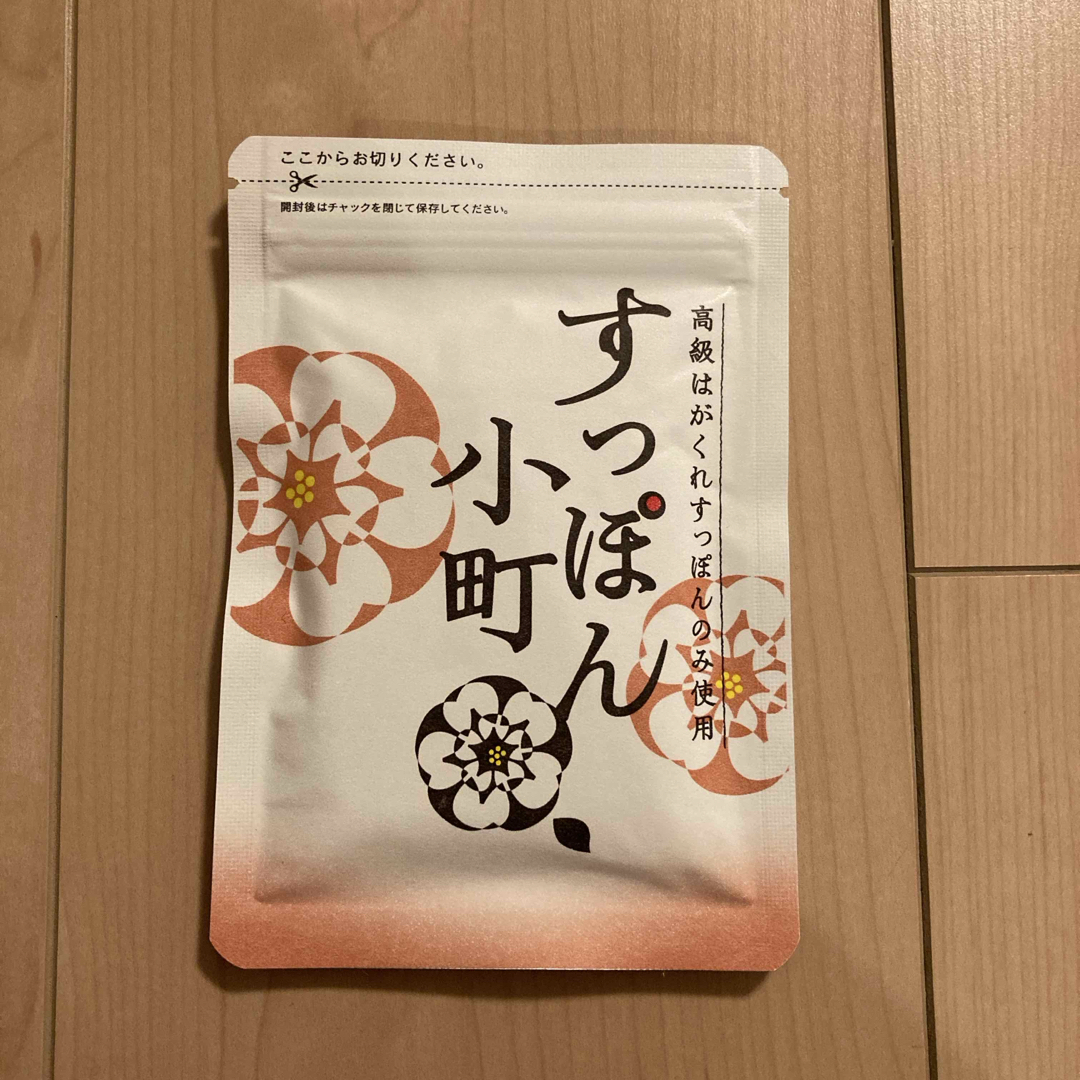 ここからお切りください。
開封後はチャックを閉じて保存してください。
高級はがくれすっぽんのみ使用
すっぽん
小町